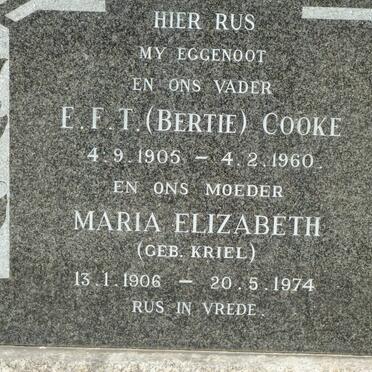 HIER RUS
MY EGGENOOT
EN ONS VADER
E.F.T. (BERTIE) COOKE
4.9.1905 – 4.2.1960.
EN ONS MOEDER
MARIA ELIZABETH
(GEB. KRIEL)
13.1.1906 – 20.5.1974
RUS IN VREDE.